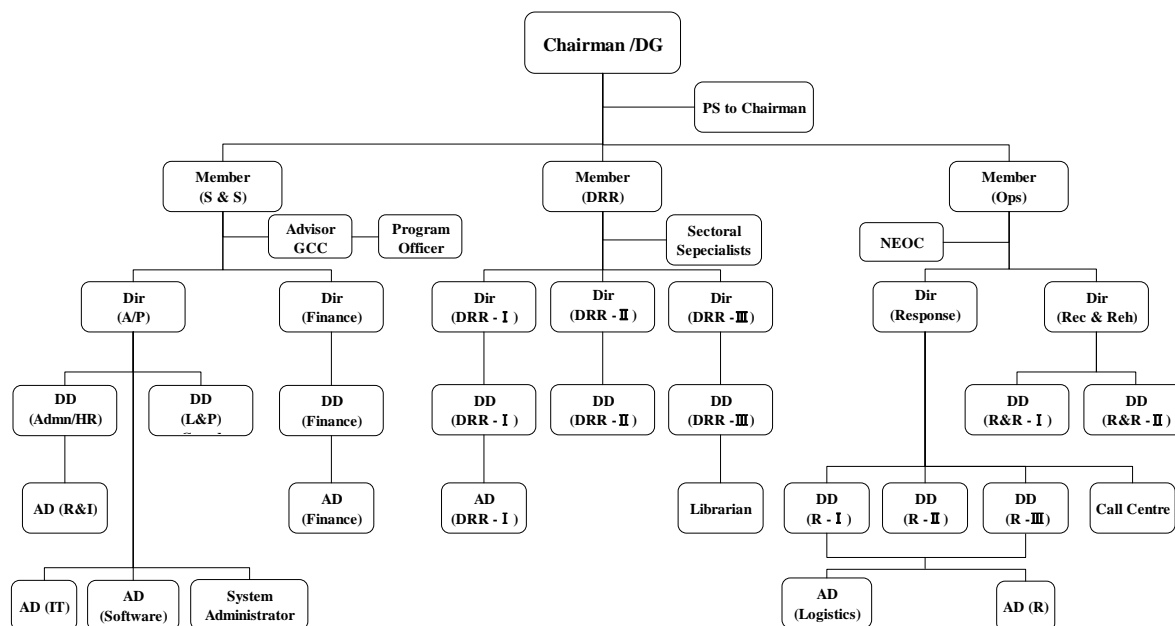 Chairman /DG
PS to Chairman
Member
(S & S)
Member
(DRR)
Member
(Ops)
Advisor
GCC
Program
Officer
Sectoral
Sepecialists
NEOC
Dir
(A/P)
Dir
(Finance)
Dir
(DRR - Ⅰ )
Dir
(DRR -Ⅱ )
Dir
(DRR -Ⅲ)
Dir
(Response)
Dir
(Rec & Reh)
DD
(Admn/HR)
DD
(L&P)
DD
(Finance)
DD
(DRR - Ⅰ )
DD
(DRR -Ⅱ )
DD
(DRR -Ⅲ)
DD
(R&R - Ⅰ )
DD
(R&R -Ⅱ )
AD (R&I)
AD
(Finance)
AD
(DRR - Ⅰ )
Librarian
DD
(R - Ⅰ )
DD
(R -Ⅱ )
DD
(R -Ⅲ)
Call Centre
AD (IT)
AD
(Software)
System
Administrator
AD
(Logistics)
AD (R)